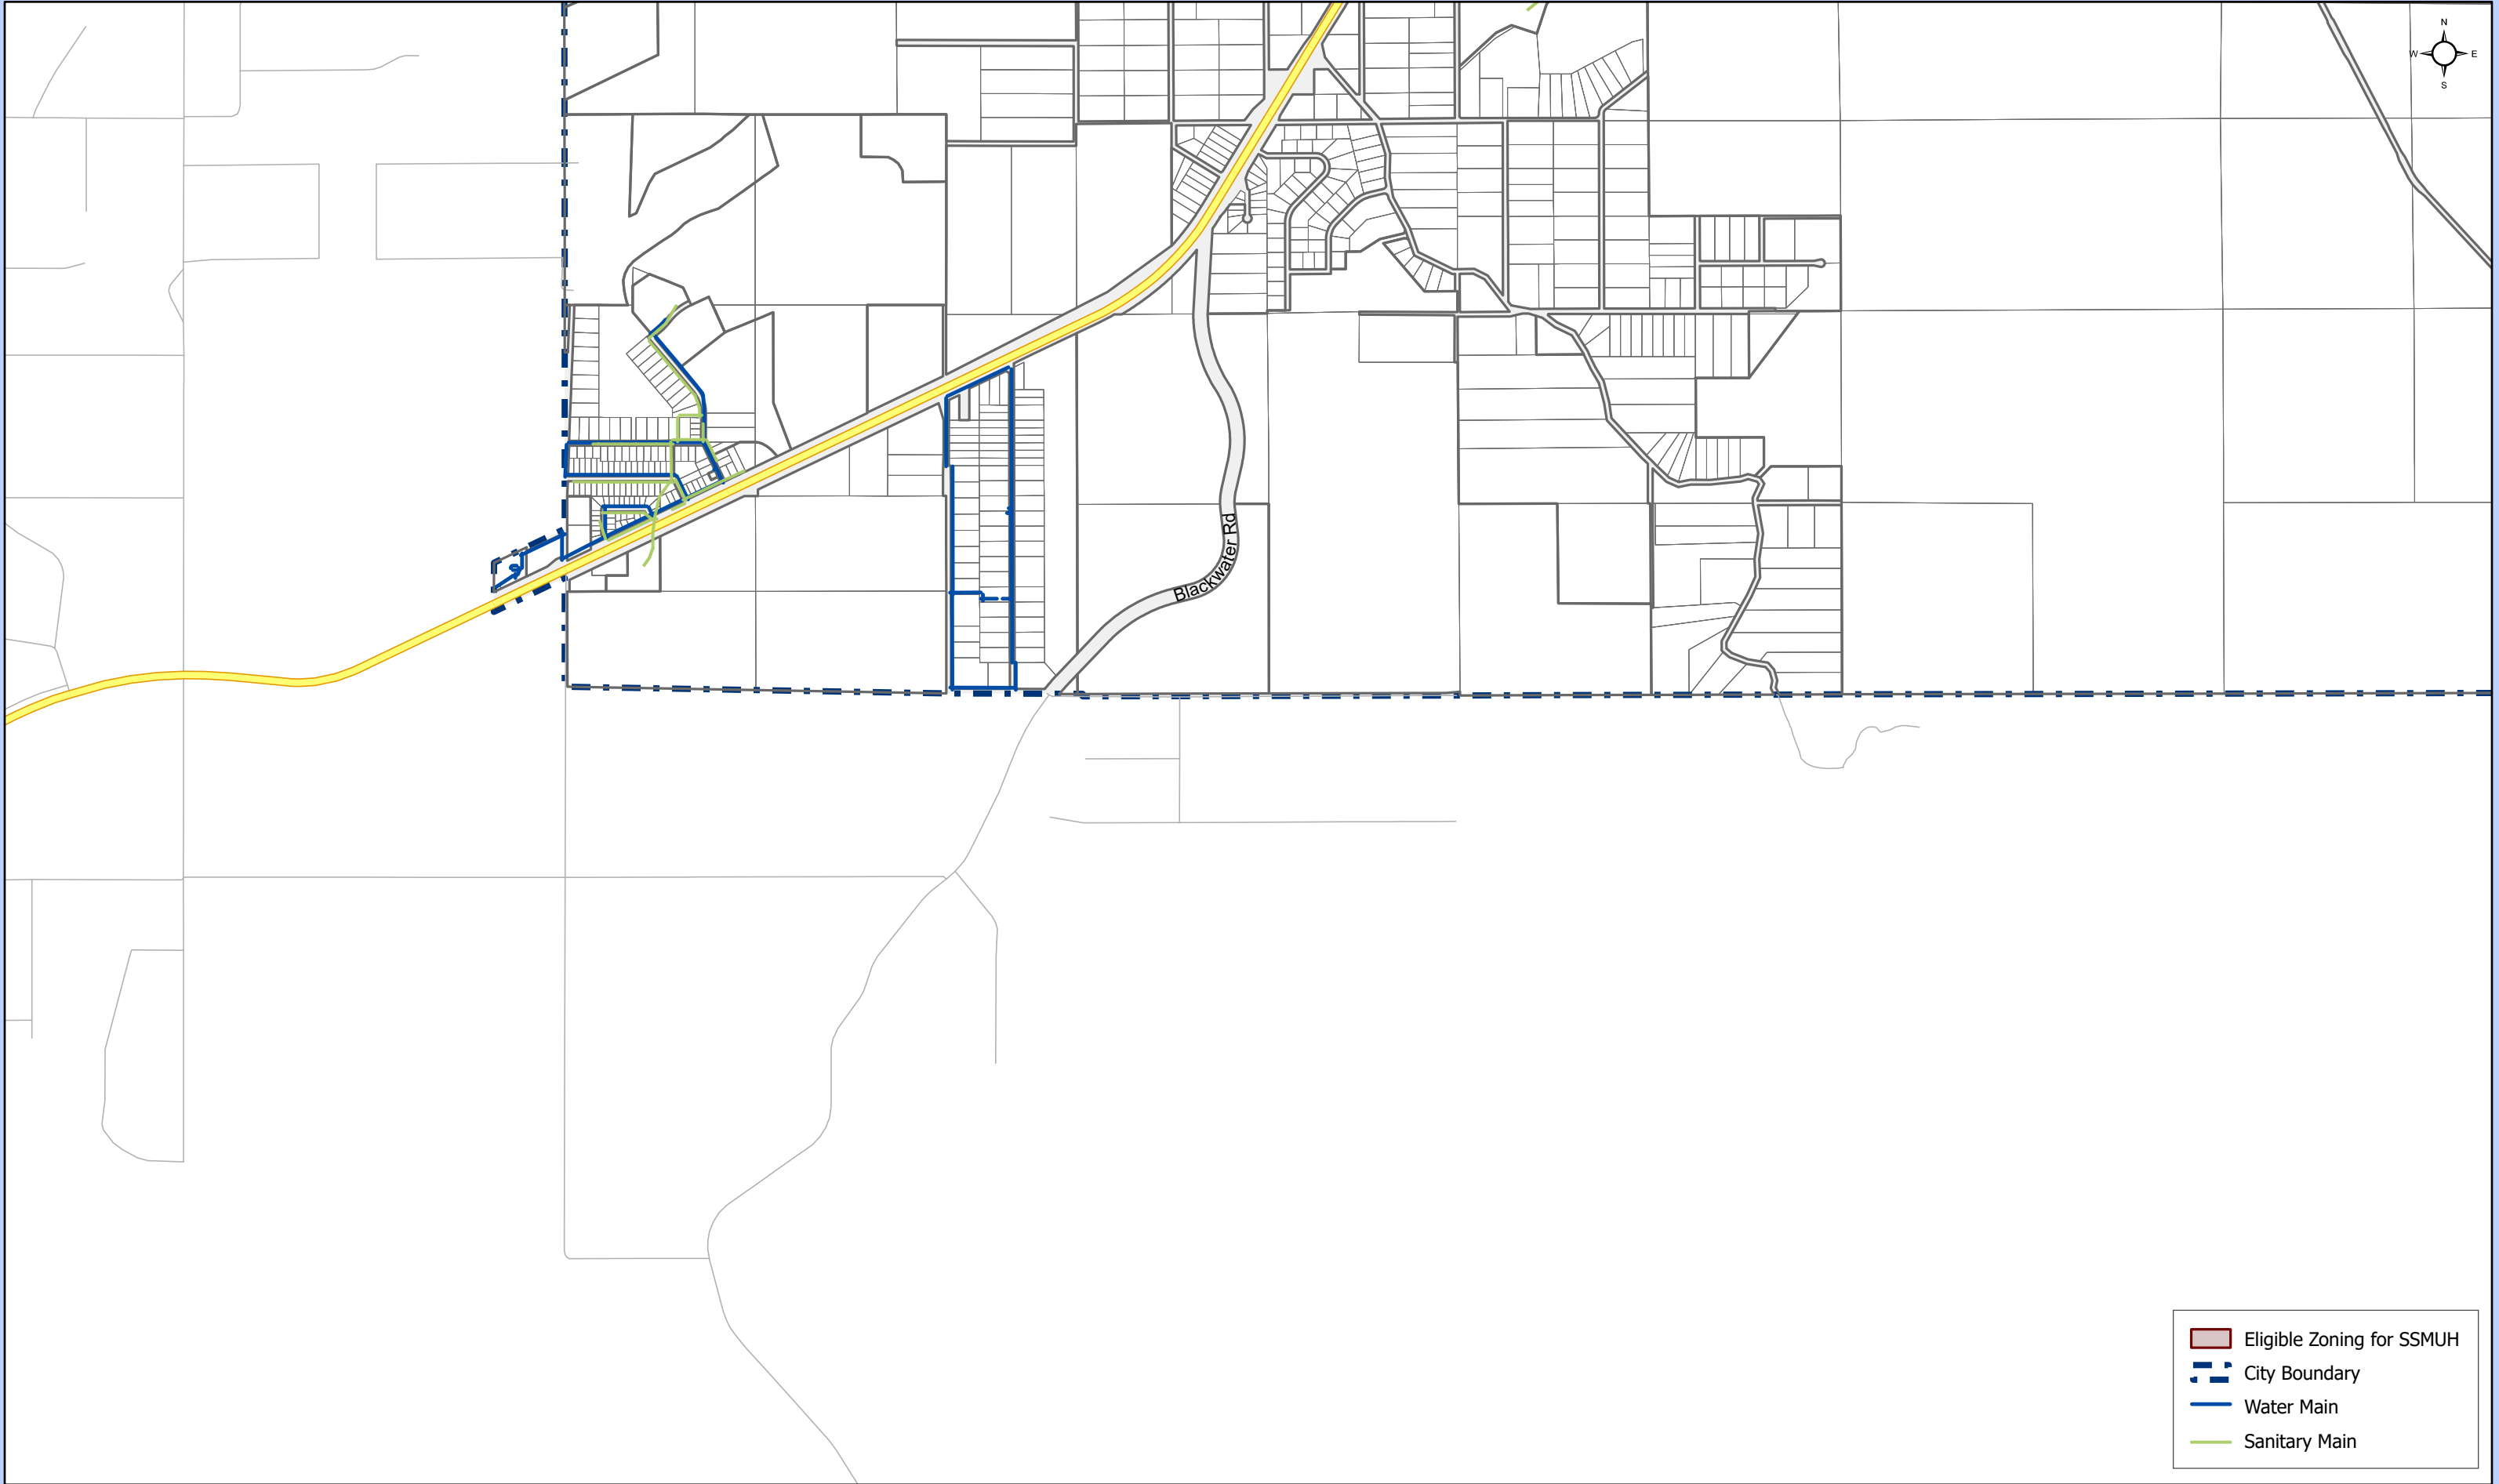 N
W E
S
Blackwater Rd
Eligible Zoning for SSMUH
City Boundary
Water Main
Sanitary Main